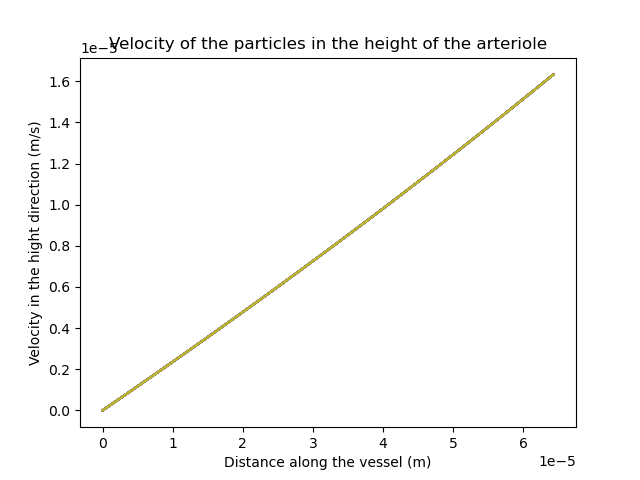 Velocity of the particles in the height of the arteriole
1e−5
1.6
1.4
1.2
1.0
0.8
0.6
0.4
0.2
0.0
Velocity in the hight direction (m/s)
0 1 2 3 4 5 6
1e−5
Distance along the vessel (m)